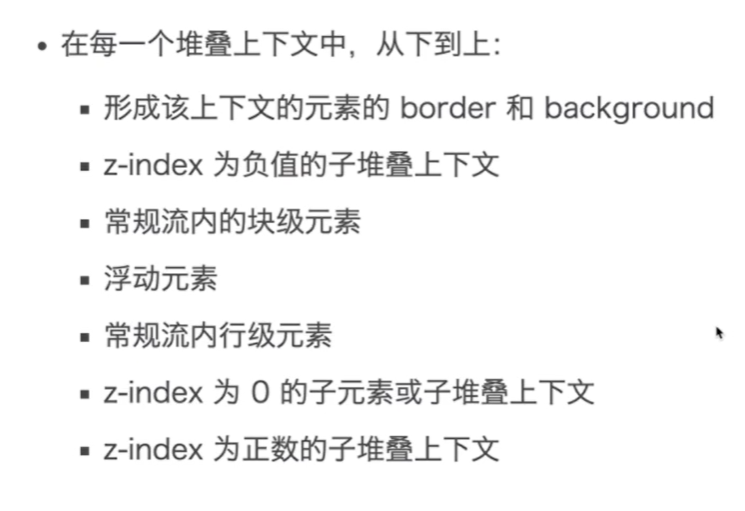 • 在每一个堆叠上下文中，从下到上：
▪ 形成该上下文的元素的 border 和 background
▪ z-index 为负值的子堆叠上下文
▪ 常规流内的块级元素
▪ 浮动元素
▪ 常规流内行级元素
▪ z-index 为 0 的子元素或子堆叠上下文
▪ z-index 为正数的子堆叠上下文